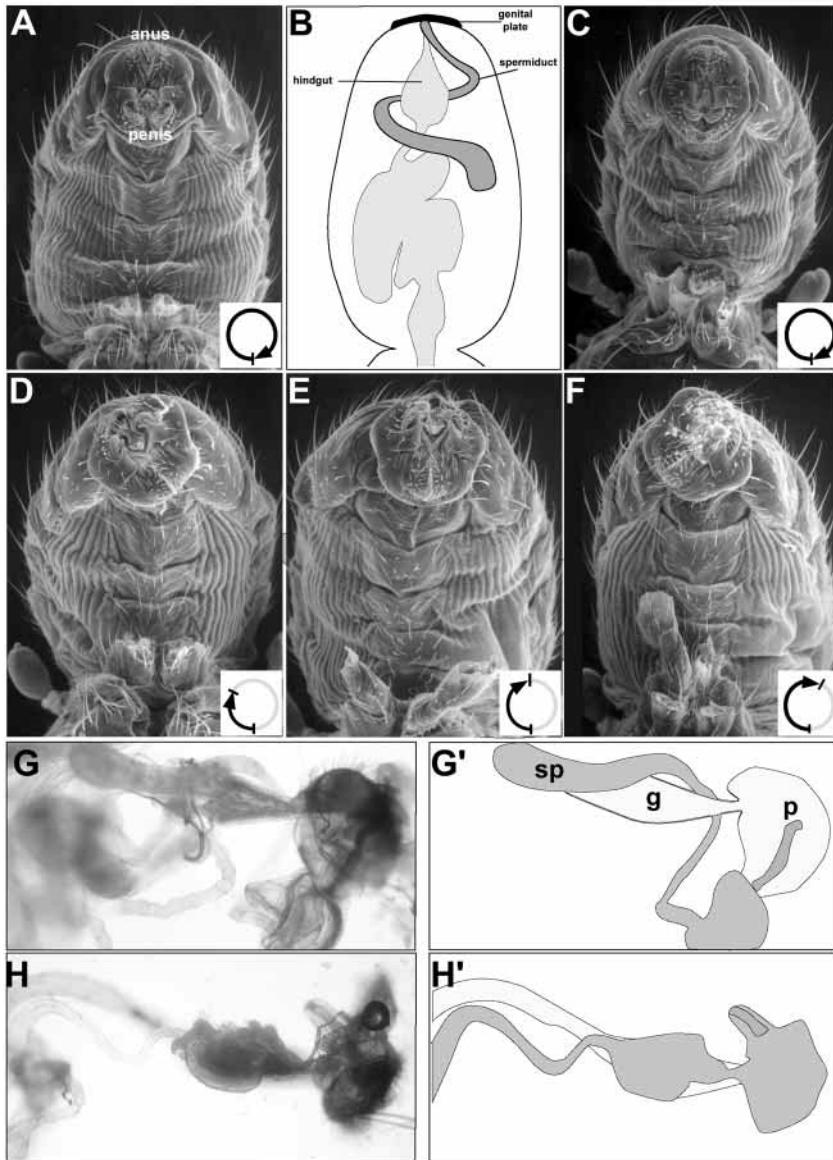 A
anus
penis
B
genital
plate
spermiduct
hindgut
C
D
E
F
G
G'
sp
g
p
H
H'